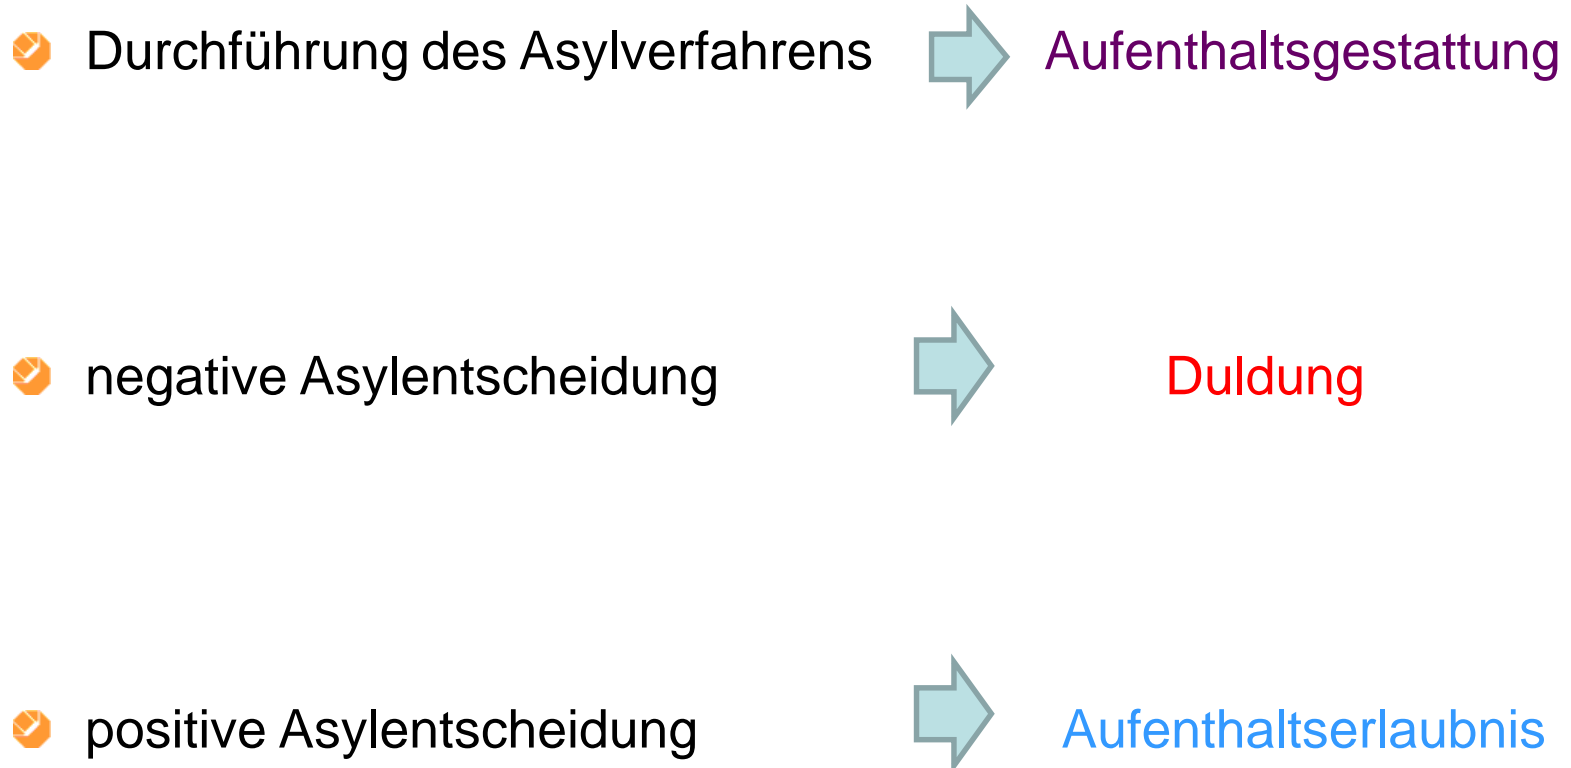 Durchführung des Asylverfahrens Aufenthaltsgestattung
negative Asylentscheidung Duldung
positive Asylentscheidung Aufenthaltserlaubnis